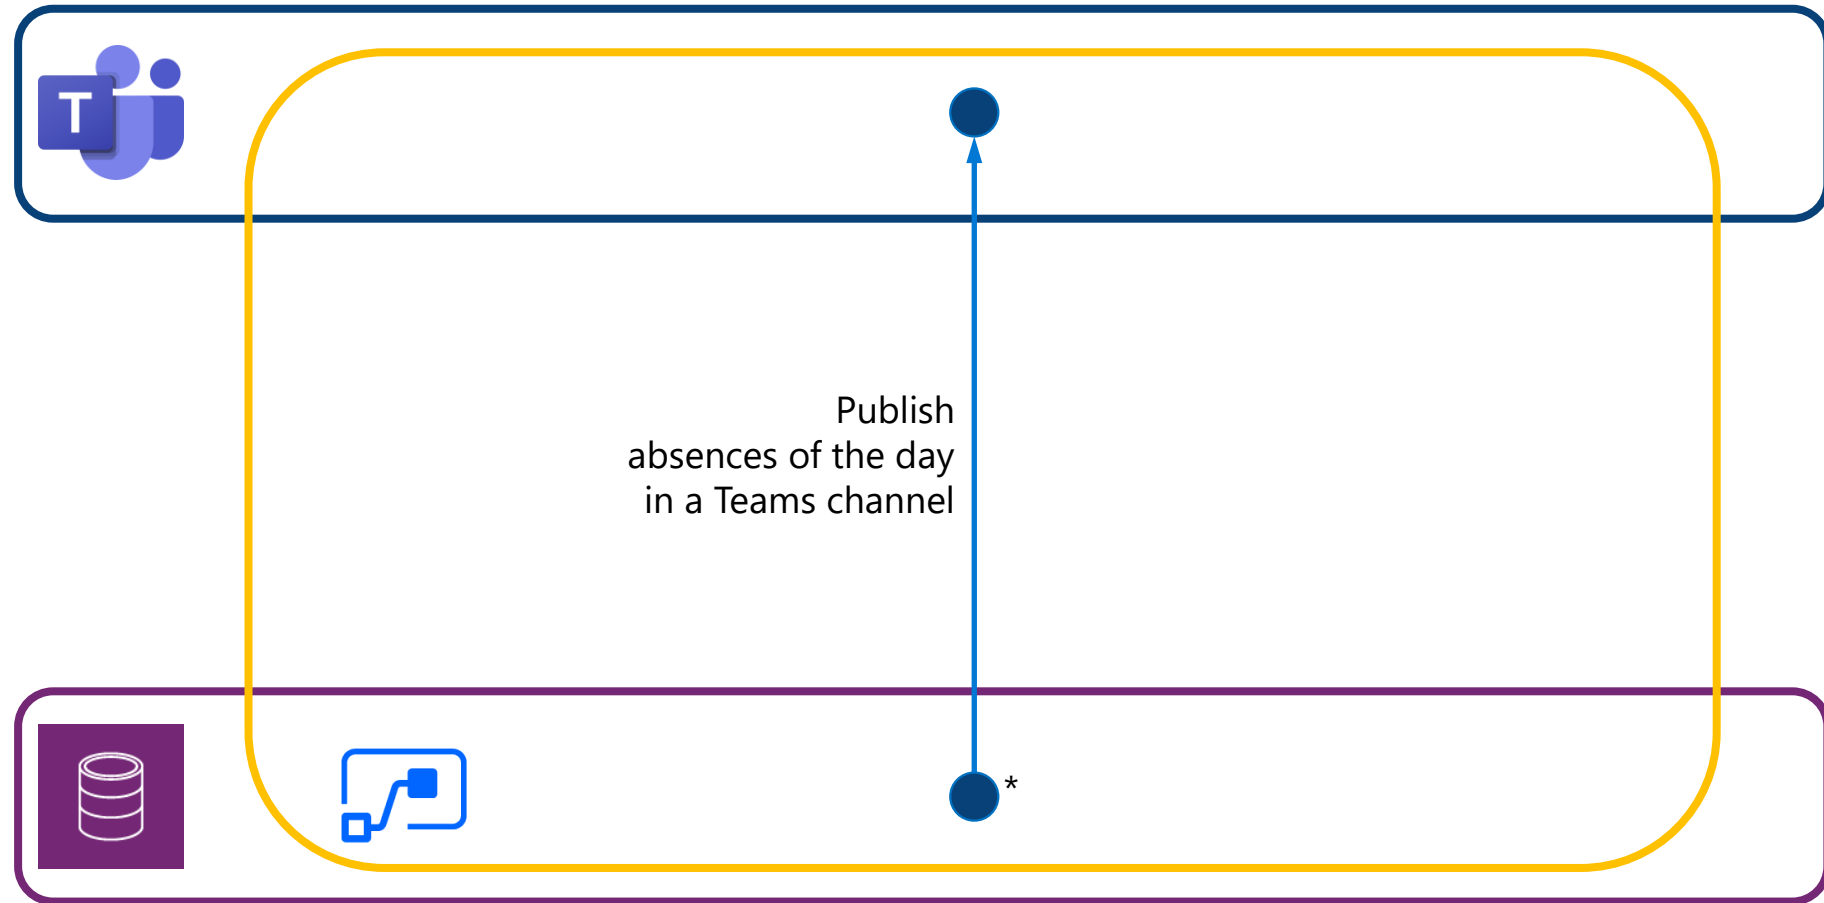 T
Publish
absences of the day
in a Teams channel
*